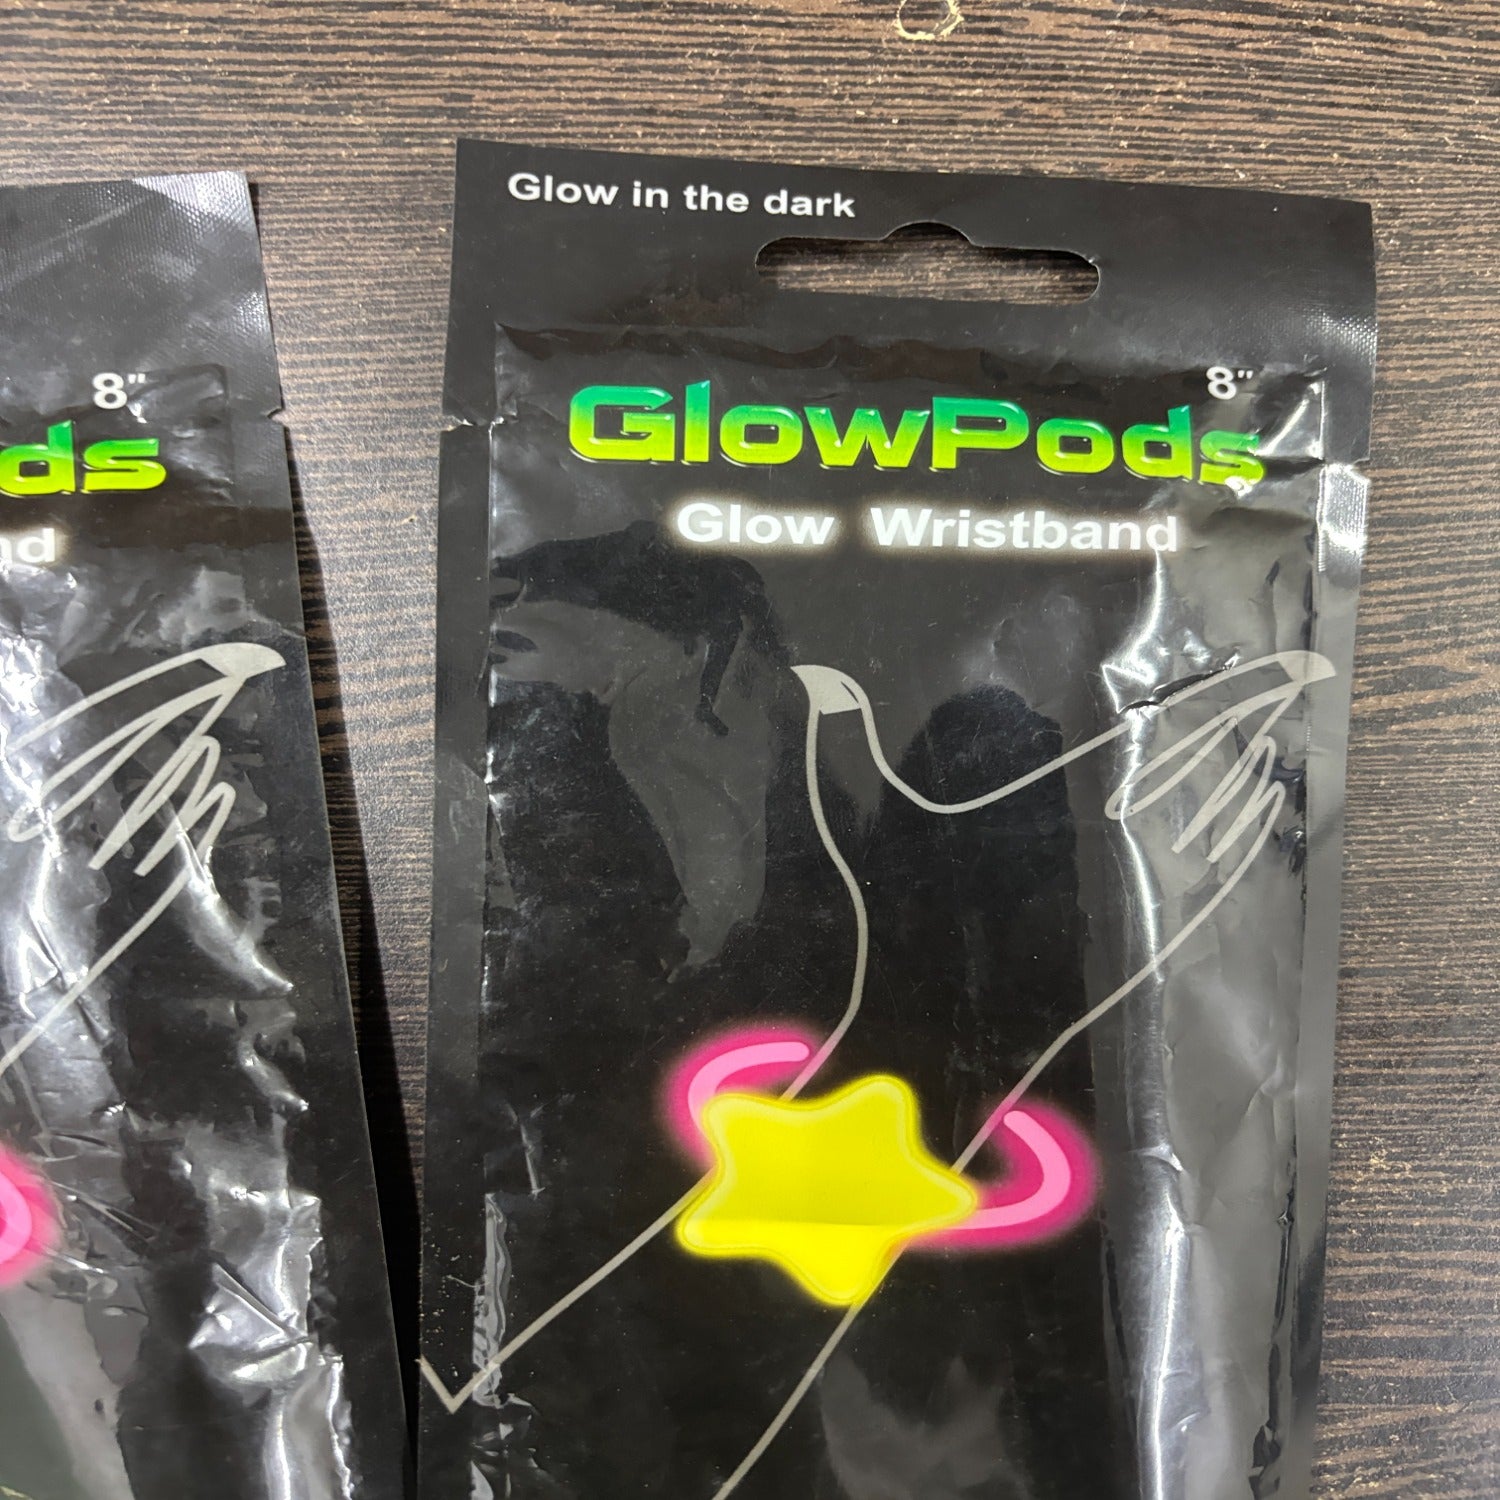 Glow in the dark
8"
GlowPods
Glow Wristband
8"
ds
nd